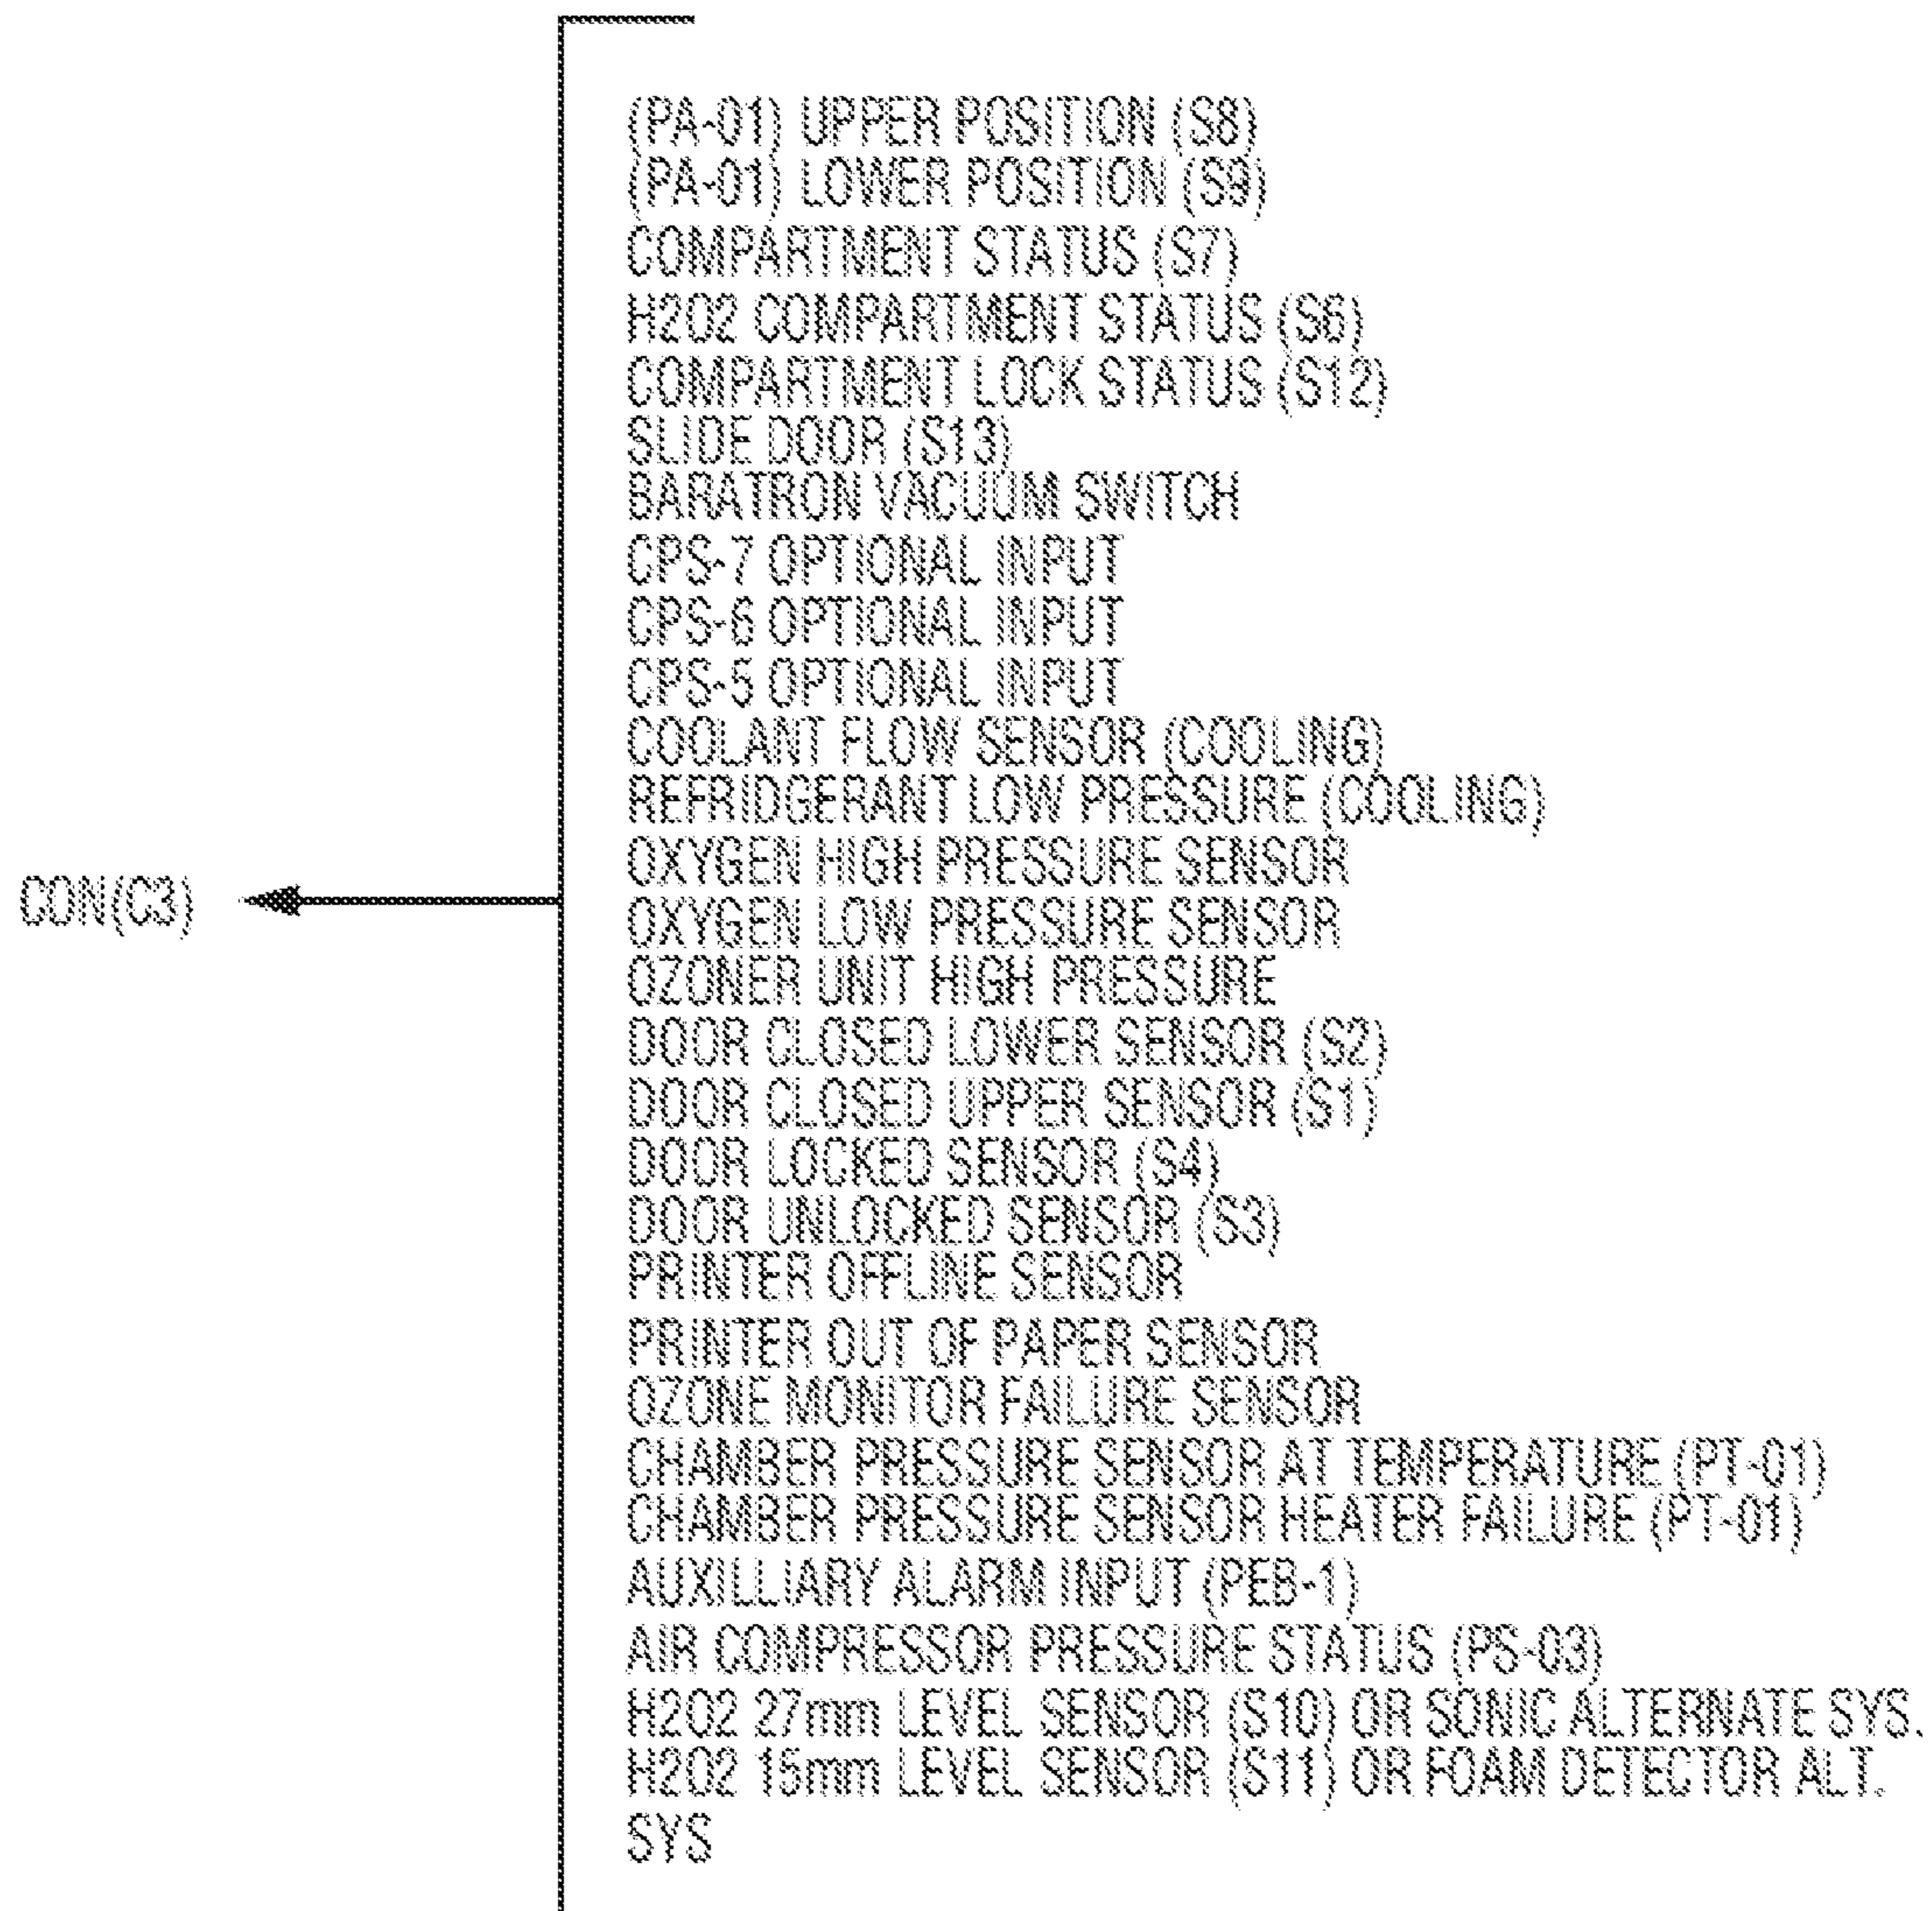 (PA-01) UPPER POSITION (S8)
(PA-01) LOWER POSITION (S9)
COMPARTMENT STATUS (S7)
H2O2 COMPARTMENT STATUS (S6)
COMPARTMENT LOCK STATUS (S12)
SLIDE DOOR (S13)
BARATRON VACUUM SWITCH
CPS-7 OPTIONAL INPUT
CPS-6 OPTIONAL INPUT
CPS-5 OPTIONAL INPUT
COOLANT FLOW SENSOR (COOLING)
REFRIDGERANT LOW PRESSURE (COOLING)
OXYGEN HIGH PRESSURE SENSOR
CON(C3)
OXYGEN LOW PRESSURE SENSOR
OZONER UNIT HIGH PRESSURE
DOOR CLOSED LOWER SENSOR (S2)
DOOR CLOSED UPPER SENSOR (S1)
DOOR LOCKED SENSOR (S4)
DOOR UNLOCKED SENSOR (S3)
PRINTER OFFLINE SENSOR
PRINTER OUT OF PAPER SENSOR
OZONE MONITOR FAILURE SENSOR
CHAMBER PRESSURE SENSOR AT TEMPERATURE (PT-01)
CHAMBER PRESSURE SENSOR HEATER FAILURE (PT-01)
AUXILLIARY ALARM INPUT (PEB-1)
AIR COMPRESSOR PRESSURE STATUS (PS-03)
H2O2 27mm LEVEL SENSOR (S10) OR SONIC ALTERNATE SYS.
H2O2 15mm LEVEL SENSOR (S11) OR FOAM DETECTOR ALT.
SYS